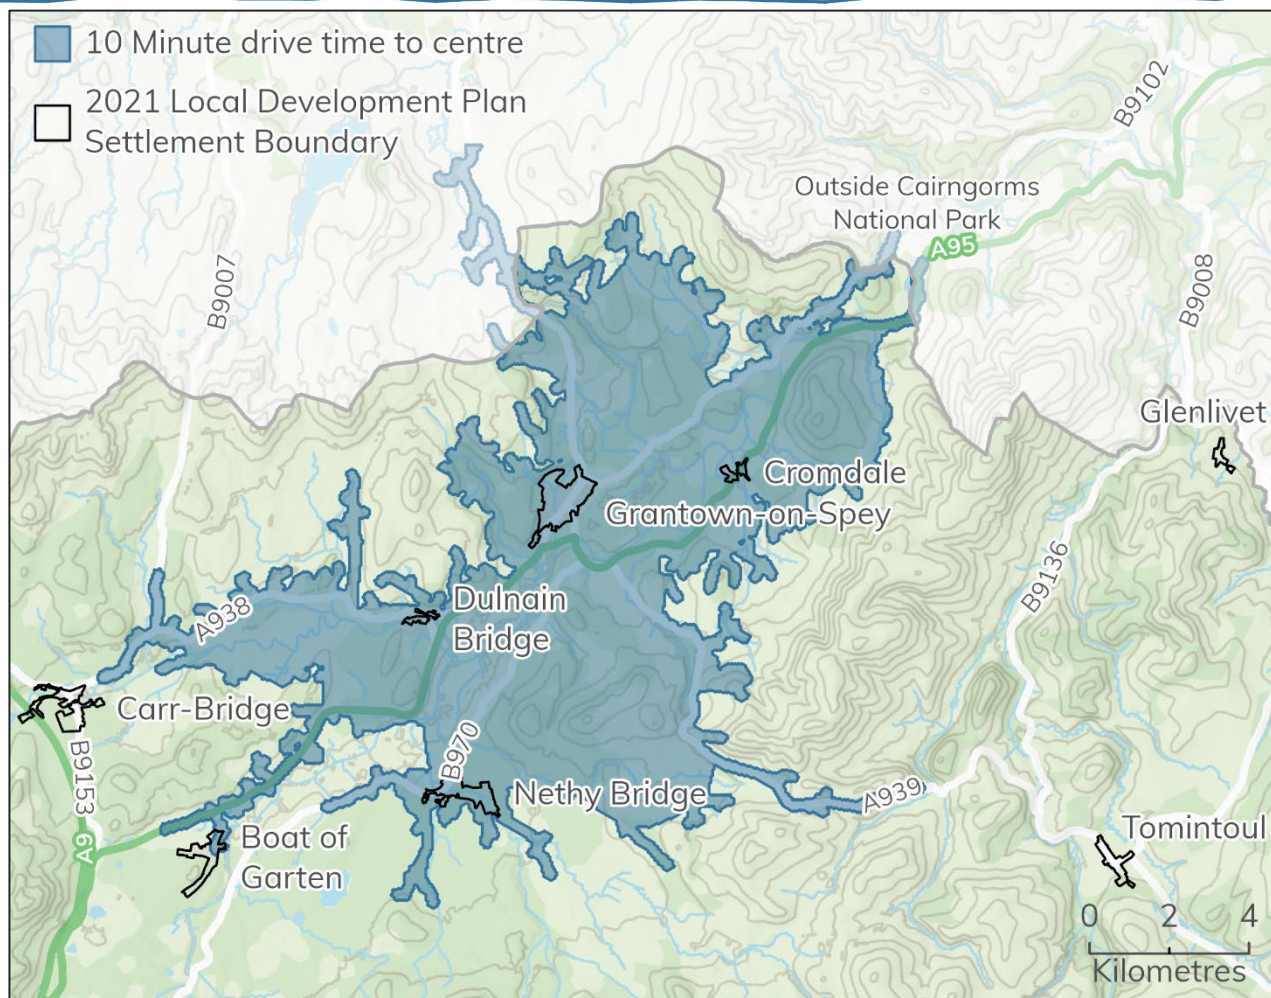 10 Minute drive time to centre
2021 Local Development Plan
Settlement Boundary
B9102
Outside Cairngorms
National Park
A95
B9007
B9008
Glenlivet
Cromdale
Grantown-on-Spey
B9136
Dulnain
Bridge
A938
Carr-Bridge
B970
B9153
Nethy Bridge
A939
A9
Boat of
Garten
Tomintoul
0 2 4
Kilometres